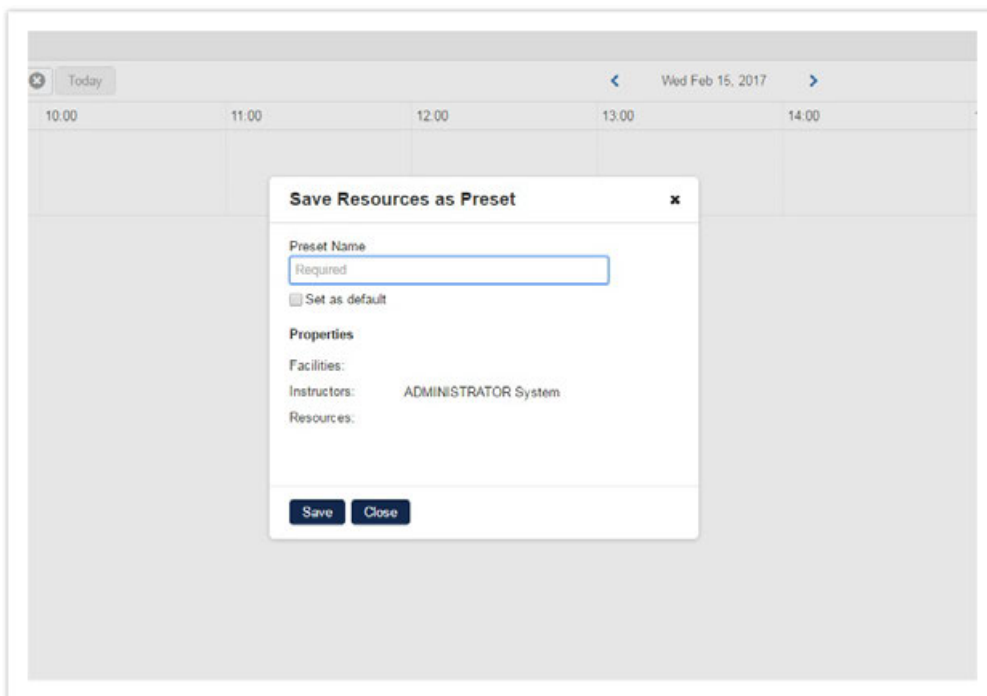 Today
Wed Feb 15, 2017
10:00 11:00 12:00 13:00 14:00
Save Resources as Preset
Preset Name
Required
Set as default
Properties
Facilities:
Instructors: ADMINISTRATOR System
Resources:
Save Close